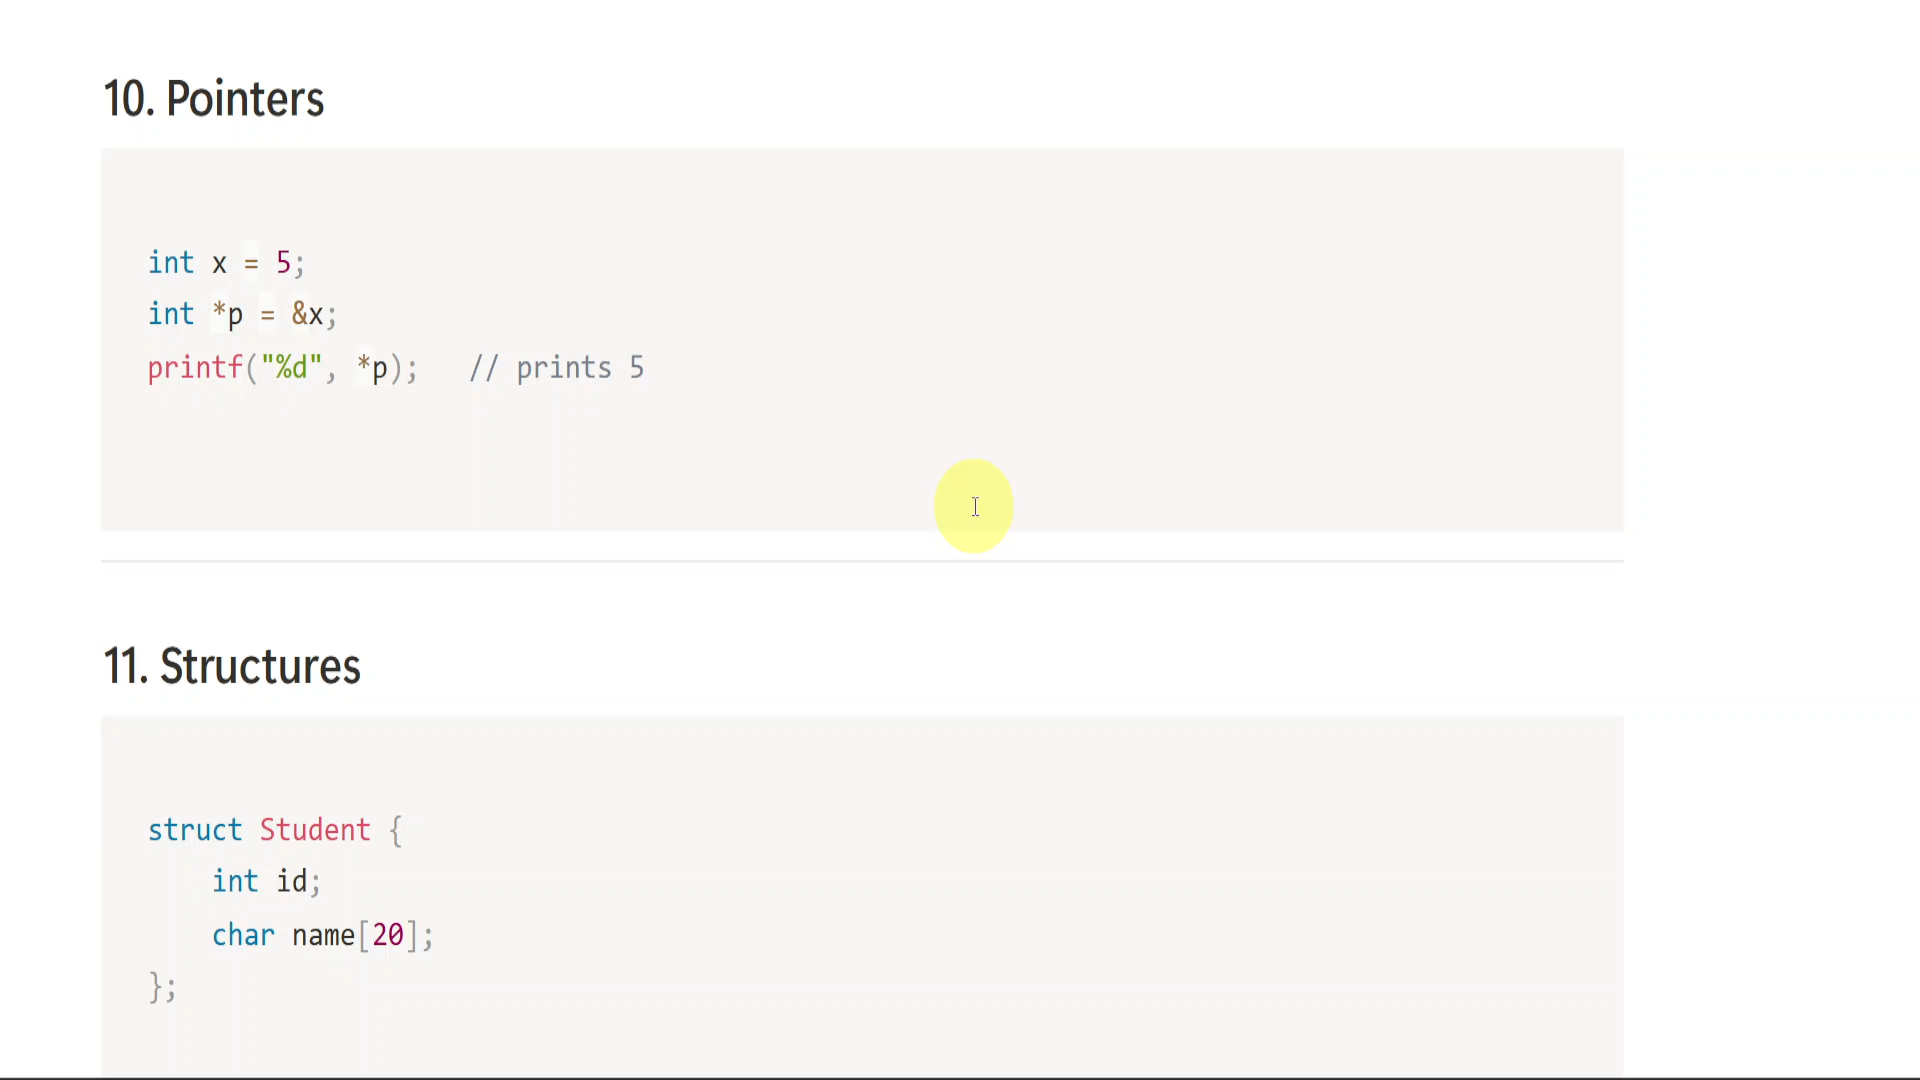 10. Pointers
int x = 5;
int *p = &x;
printf("%d", *p);   // prints 5
11. Structures
struct Student {
    int id;
    char name[20];
};